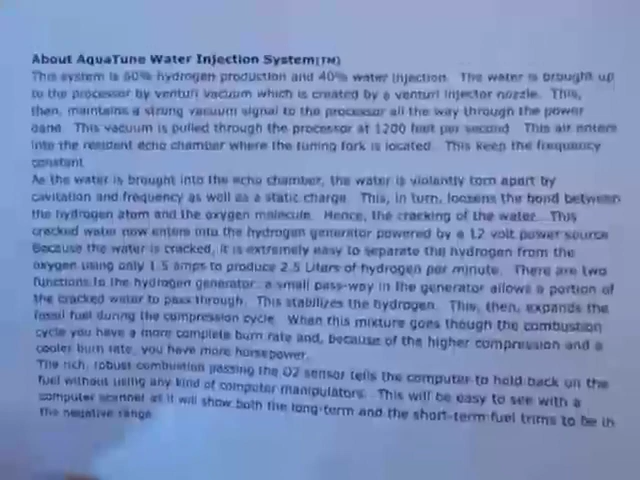 About AquaTune Water Injection System(TM)
This system is 60% hydrogen production and 40% water injection. The water is brought up
to the processor by venturi vacuum which is created by a venturi injector nozzle. This,
then, maintains a strong vacuum signal to the processor all the way through the power
band. This vacuum is pulled through the processor at 1200 feet per second. This air enters
into the resident echo chamber where the tuning fork is located. This keep the frequency
constant.
As the water is brought into the echo chamber, the water is violently torn apart by
cavitation and frequency as well as a static charge. This, in turn, loosens the bond between
the hydrogen atom and the oxygen molecule. Hence, the cracking of the water. This
cracked water now enters into the hydrogen generator powered by a 12 volt power source.
Because the water is cracked, it is extremely easy to separate the hydrogen from the
oxygen using only 1.5 amps to produce 2.5 Liters of hydrogen per minute. There are two
functions to the hydrogen generator: a small pass-way in the generator allows a portion of
the cracked water to pass through. This stabilizes the hydrogen. This, then, expands the
fossil fuel during the compression cycle. When this mixture goes though the combustion
cycle you have a more complete burn rate and, because of the higher compression and a
cooler burn rate, you have more horsepower.
The rich, robust combustion passing the O2 sensor tells the computer to hold back on the
fuel without using any kind of computer manipulators. This will be easy to see with a
computer scanner as it will show both the long-term and the short-term fuel trims to be in
the negative range.